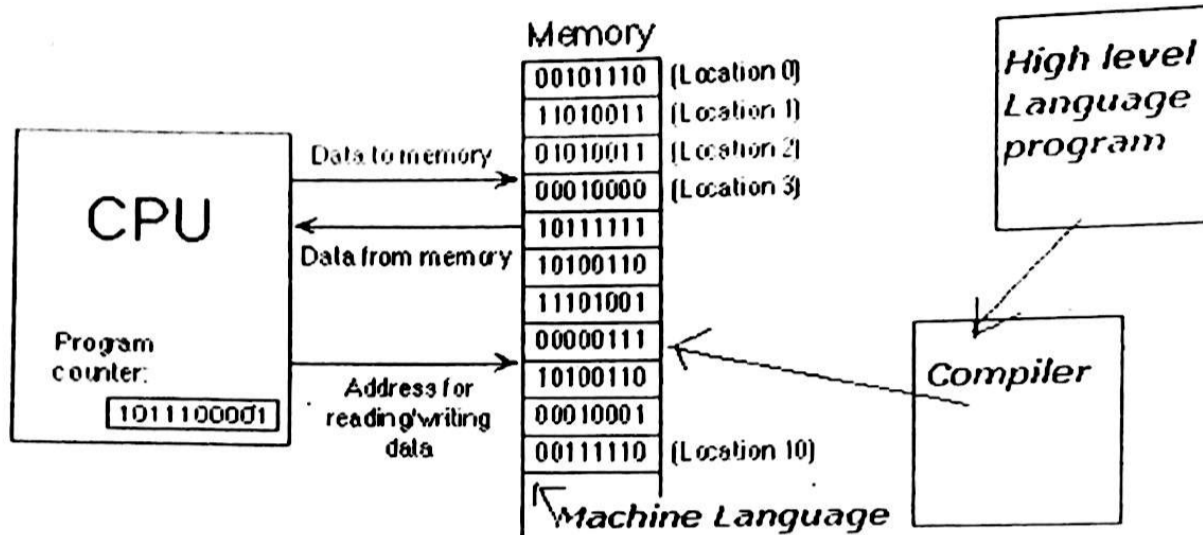 Memory
00101110 (Location 0)
11010011 (Location 1)
01010011 (Location 2)
00010000 (Location 3)
10111111
10100110
11101001
00000111
10100110
00010001
00111110 (Location 10)
Machine Language
CPU
Program
counter:
1011100001
Data to memory
Data from memory
Address for
reading/writing
data
High level
Language
program
Compiler